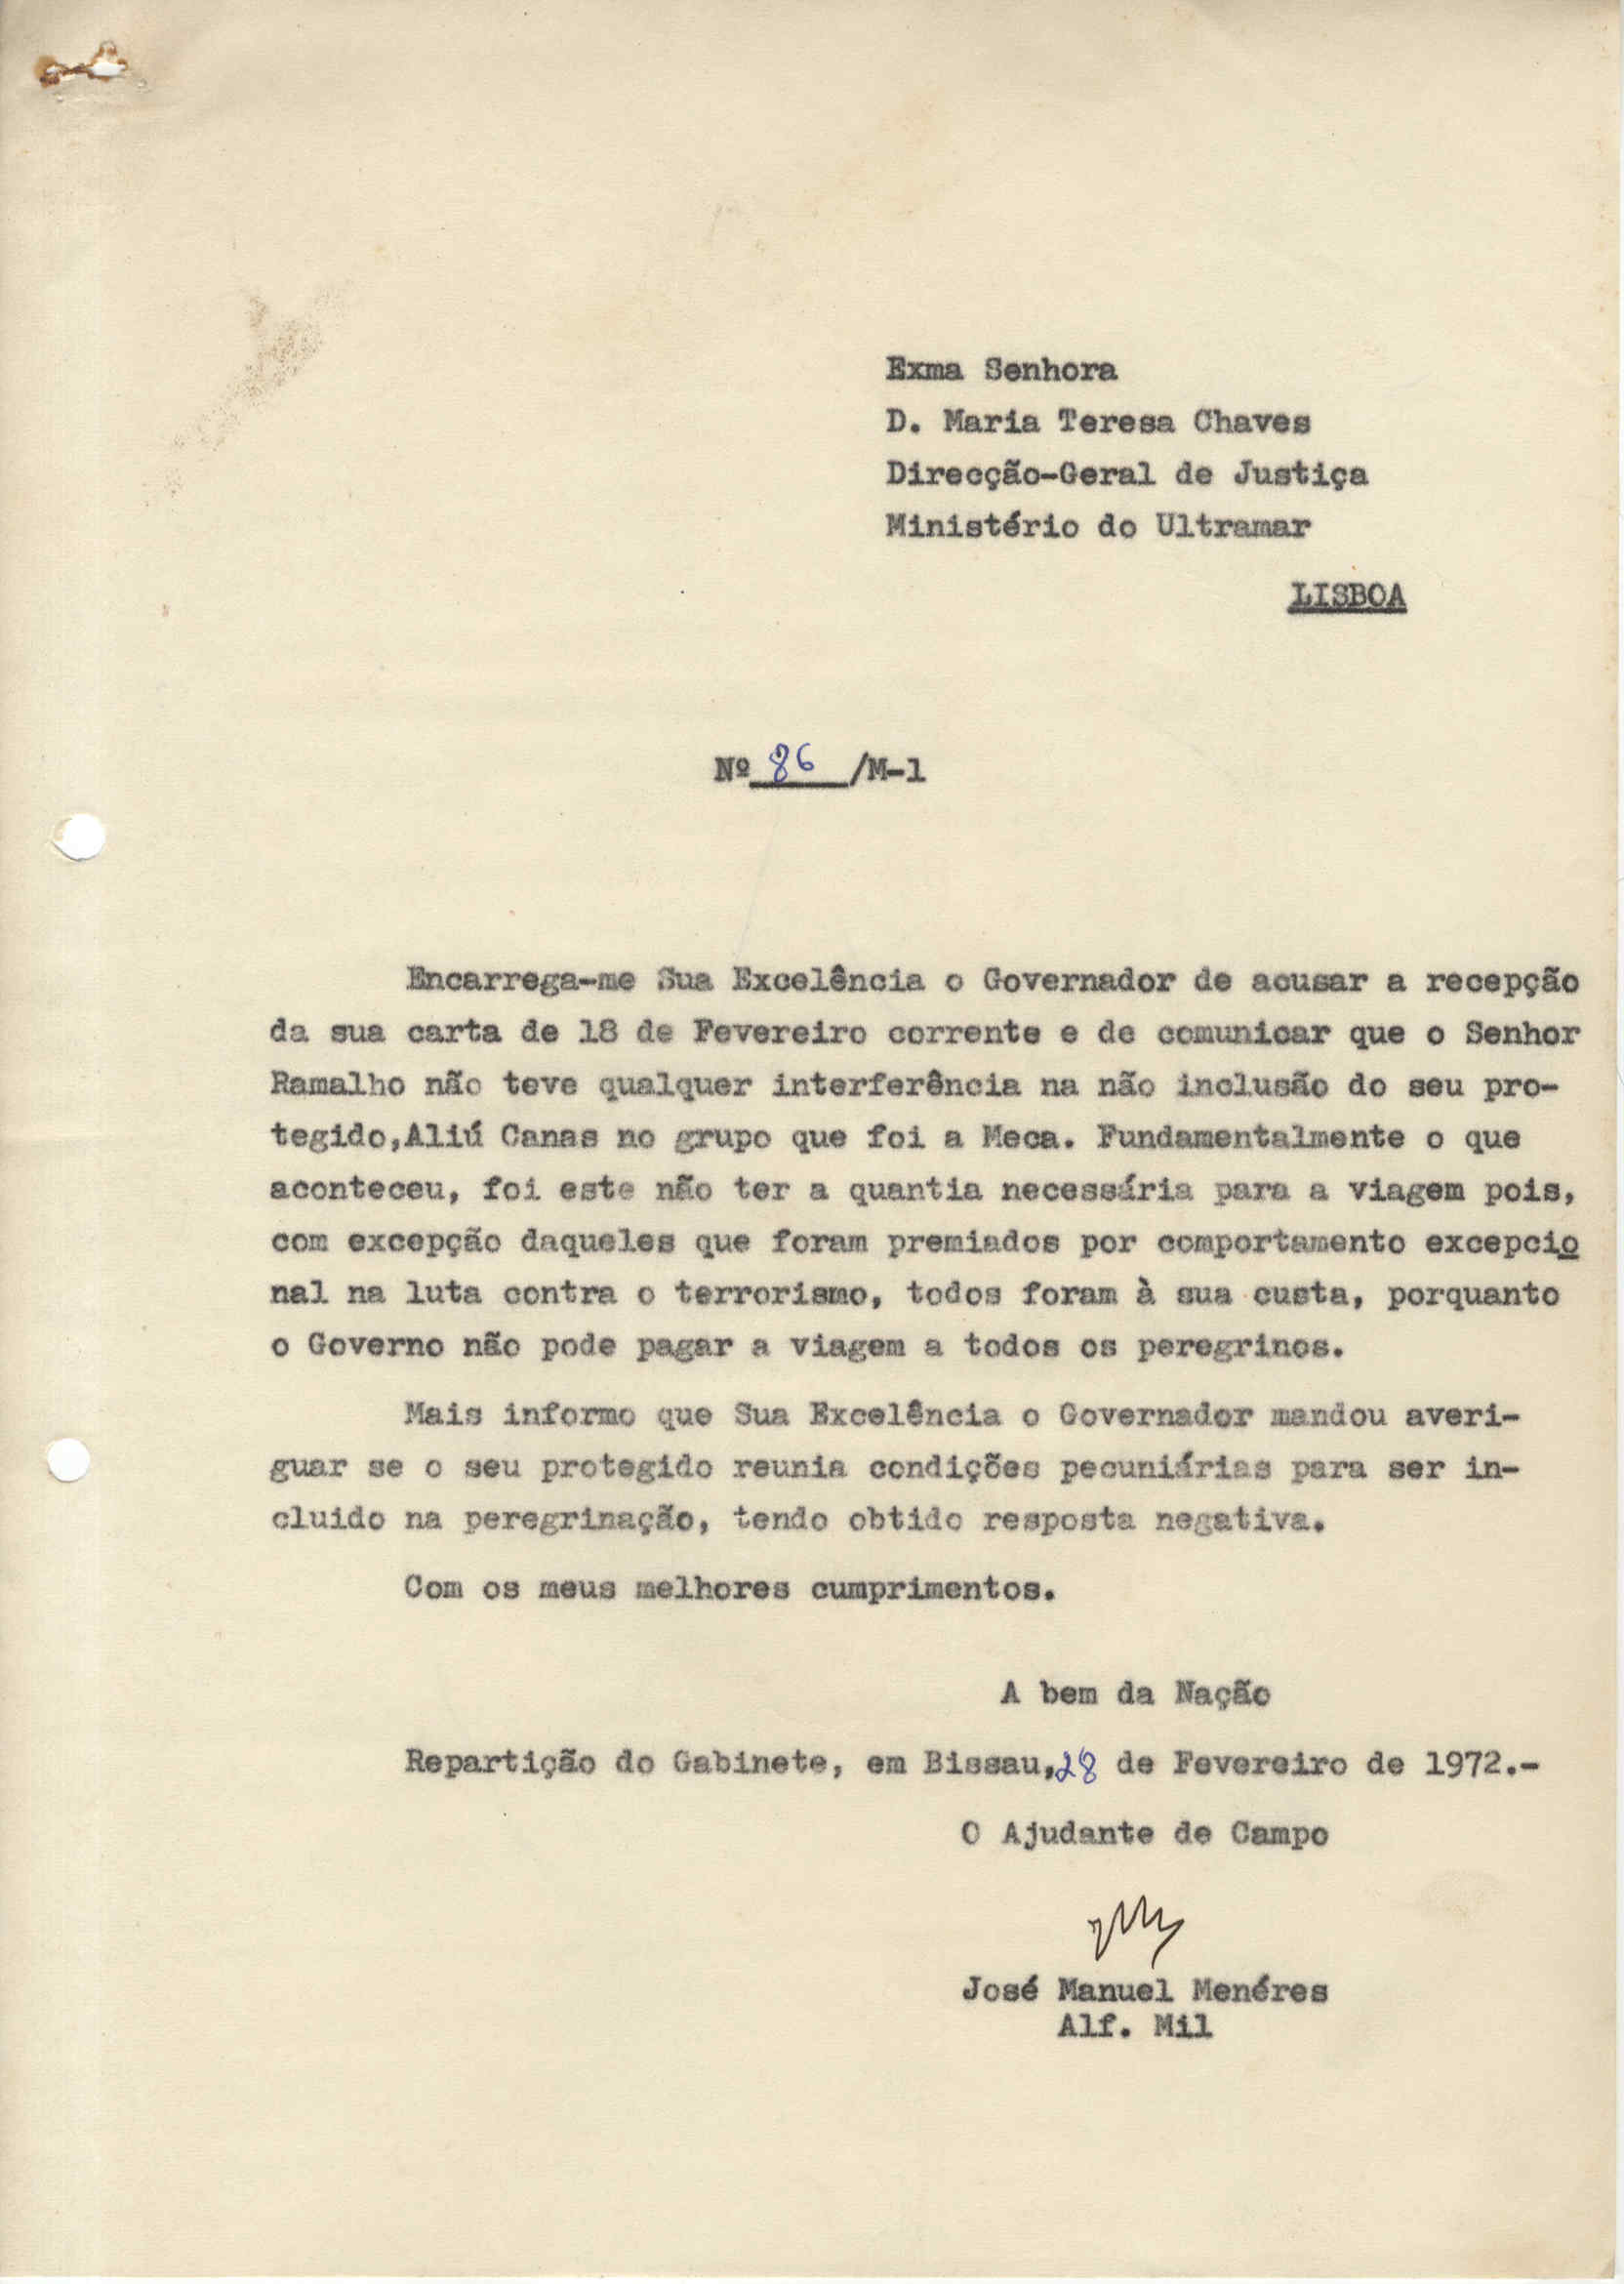 Exma Senhora
D. Maria Teresa Chaves
Direcção-Geral de Justiça
Ministério do Ultramar
LISBOA
Nº 86 /M-1
Encarrega-me Sua Excelência o Governador de acusar a recepção
da sua carta de 18 de Fevereiro corrente e de comunicar que o Senhor
Ramalho não teve qualquer interferência na não inclusão do seu pro-
tegido,Aliú Canas no grupo que foi a Meca. Fundamentalmente o que
aconteceu, foi este não ter a quantia necessária para a viagem pois,
com excepção daqueles que foram premiados por comportamento excepcio
nal na luta contra o terrorismo, todos foram à sua custa, porquanto
o Governo não pode pagar a viagem a todos os peregrinos.
Mais informo que Sua Excelência o Governador mandou averi-
guar se o seu protegido reunia condições pecuniárias para ser in-
cluido na peregrinação, tendo obtido resposta negativa.
Com os meus melhores cumprimentos.
A bem da Nação
Repartição do Gabinete, em Bissau,28 de Fevereiro de 1972.-
O Ajudante de Campo
José Manuel Menéres
Alf. Mil